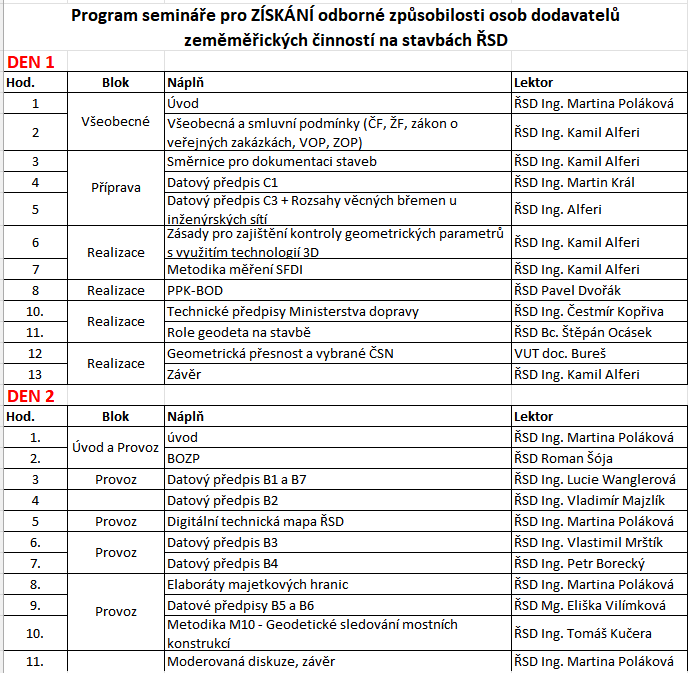 Program semináře pro ZÍSKÁNÍ odborné způsobilosti osob dodavatelů
zeměměřických činností na stavbách ŘSD
DEN 1
Hod. Blok Náplň Lektor
1 Úvod ŘSD Ing. Martina Poláková
Všeobecné
2 Všeobecná a smluvní podmínky (ČF, ŽF, zákon o
veřejných zakázkách, VOP, ZOP) ŘSD Ing. Kamil Alferi
3 Směrnice pro dokumentaci staveb ŘSD Ing. Kamil Alferi
Příprava
4 Datový předpis C1 ŘSD Ing. Martin Král
5 Datový předpis C3 + Rozsahy věcných břemen u
inženýrských sítí ŘSD Ing. Alferi
6 Zásady pro zajištění kontroly geometrických parametrů
s využitím technologií 3D ŘSD Ing. Kamil Alferi
Realizace
7 Metodika měření SFDI ŘSD Ing. Kamil Alferi
8 Realizace PPK-BOD ŘSD Pavel Dvořák
10. Technické předpisy Ministerstva dopravy ŘSD Ing. Čestmír Kopřiva
Realizace
11. Role geodeta na stavbě ŘSD Bc. Štěpán Ocásek
12 Geometrická přesnost a vybrané ČSN VUT doc. Bureš
Realizace
13 Závěr ŘSD Ing. Kamil Alferi
DEN 2
Hod. Blok Náplň Lektor
1. úvod ŘSD Ing. Martina Poláková
Úvod a Provoz
2. BOZP ŘSD Roman Šója
3 Provoz Datový předpis B1 a B7 ŘSD Ing. Lucie Wanglerová
4 Datový předpis B2 ŘSD Ing. Vladimír Majzlík
5 Provoz Digitální technická mapa ŘSD ŘSD Ing. Martina Poláková
6. Datový předpis B3 ŘSD Ing. Vlastimil Mrštík
Provoz
7. Datový předpis B4 ŘSD Ing. Petr Borecký
8. Elaboráty majetkových hranic ŘSD Ing. Martina Poláková
9. Datové předpisy B5 a B6 ŘSD Mg. Eliška Vilímková
Provoz
10. Metodika M10 - Geodetické sledování mostních
konstrukcí ŘSD Ing. Tomáš Kučera
11. Moderovaná diskuze, závěr ŘSD Ing. Martina Poláková